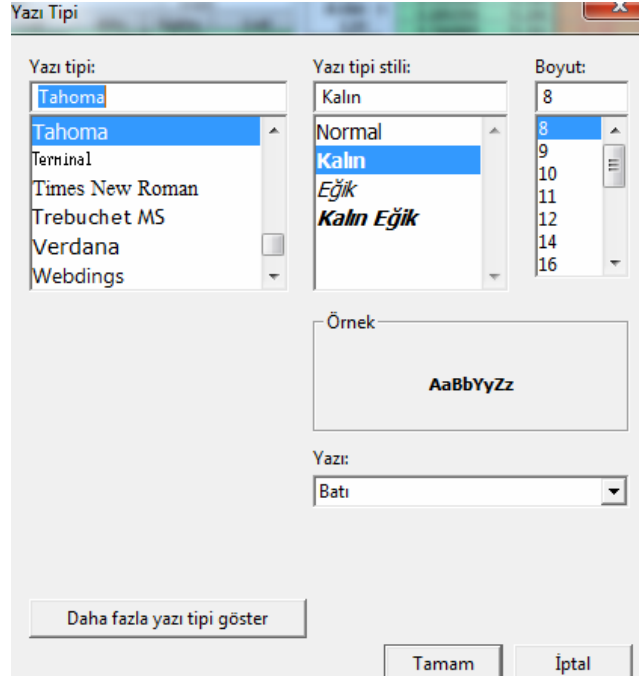 Yazı Tipi
Yazı tipi:
Yazı tipi stili:
Boyut:
Tahoma
Kalın
8
Tahoma
Terminal
Times New Roman
Trebuchet MS
Verdana
Webdings
Normal
Kalın
Eğik
Kalın Eğik
8
9
10
11
12
14
16
Örnek
AaBbYyZz
Yazı:
Batı
Daha fazla yazı tipi göster
Tamam
İptal